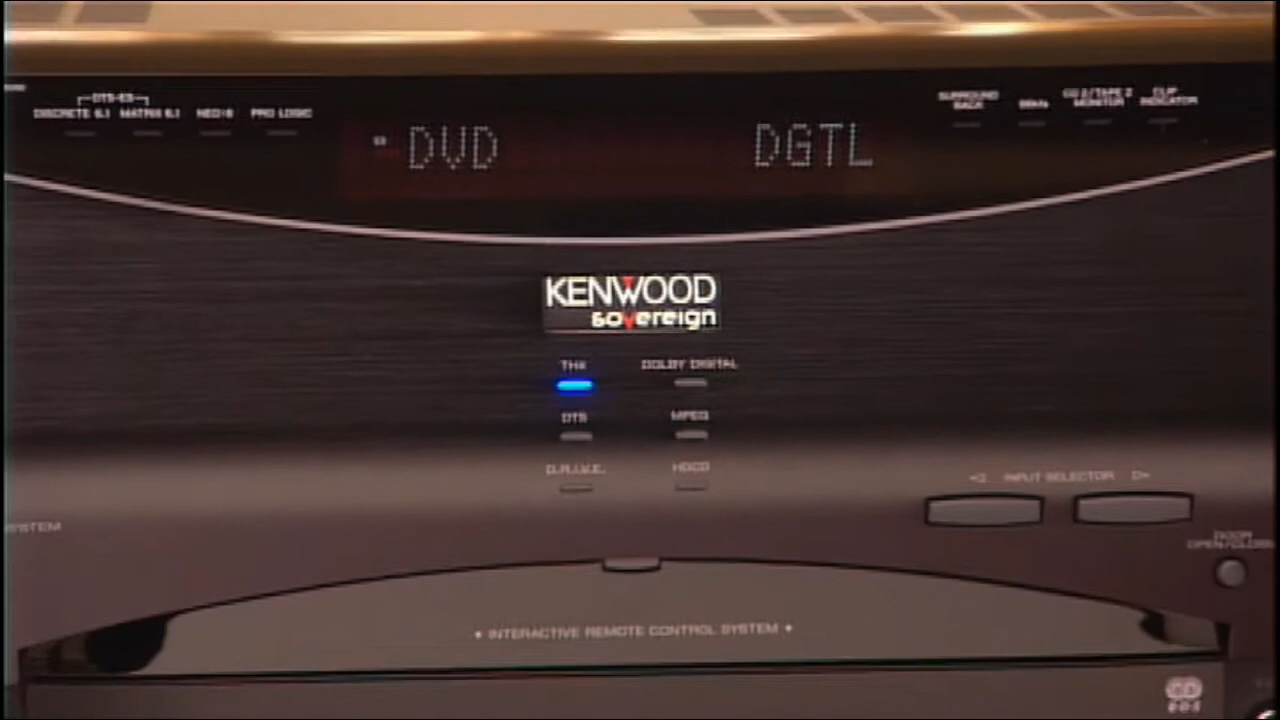 DTS-ES
DISCRETE 6.1 MATRIX 6.1 NEO:6 PRO LOGIC
SURROUND BACK 96kHz CD 2/TAPE 2 MONITOR CLIP INDICATOR
DVD DGTL
KENWOOD
sovereign
THX DOLBY DIGITAL
DTS MPEG
D.R.I.V.E. HDCD
INPUT SELECTOR
SYSTEM
DOOR
OPEN/CLOSE
INTERACTIVE REMOTE CONTROL SYSTEM